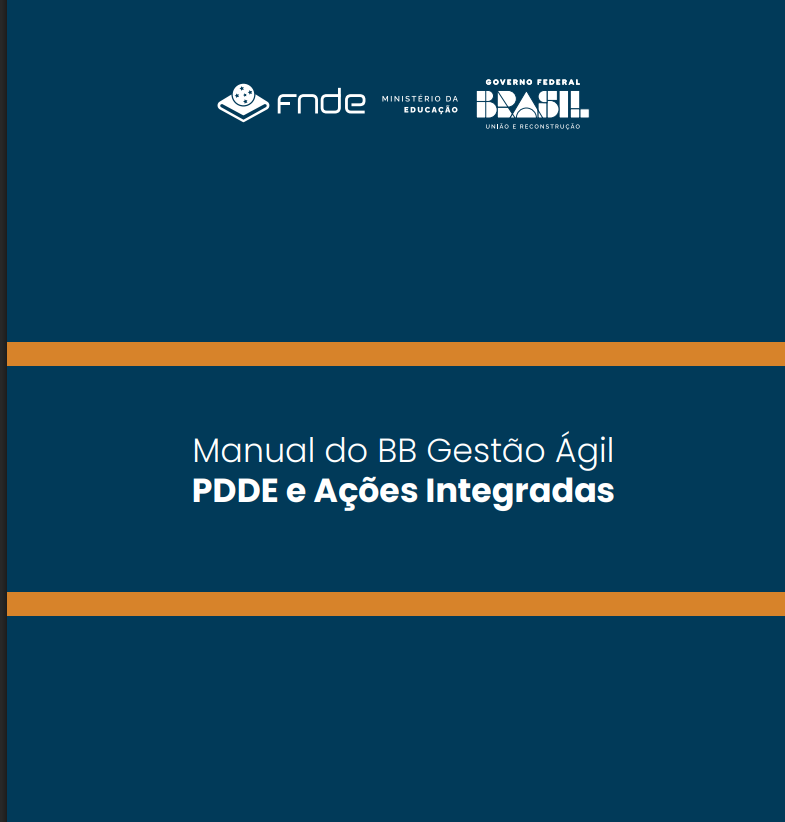 fnde
MINISTÉRIO DA
EDUCAÇÃO
GOVERNO FEDERAL
BRASIL
UNIÃO E RECONSTRUÇÃO
Manual do BB Gestão Ágil
PDDE e Ações Integradas